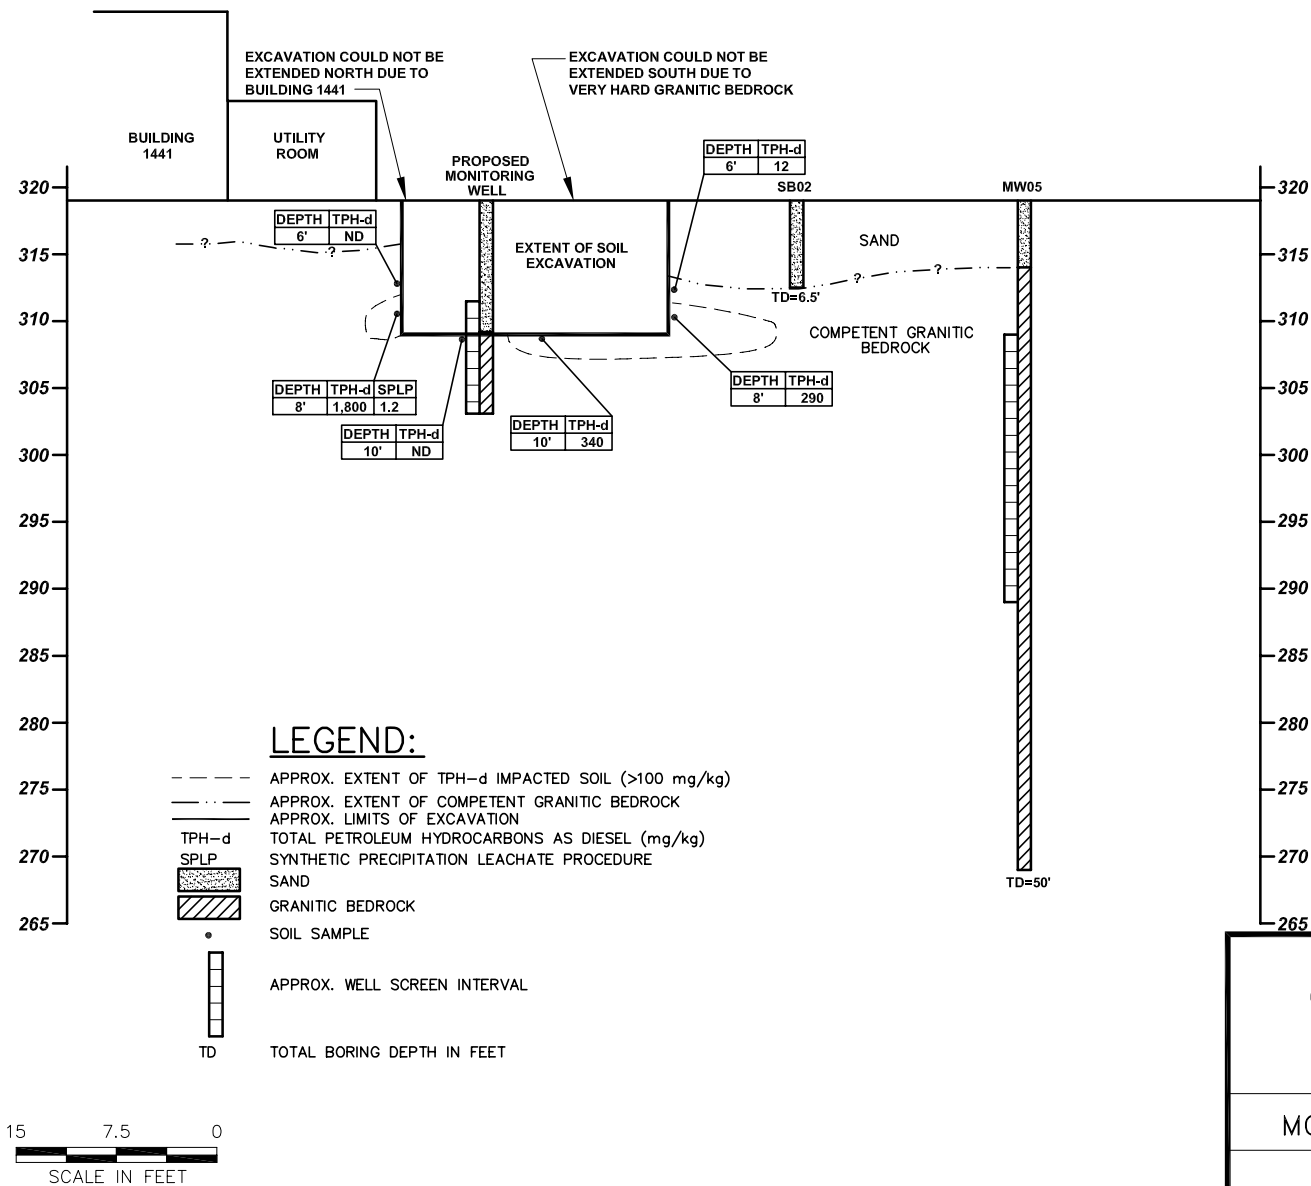 EXCAVATION COULD NOT BE
EXTENDED NORTH DUE TO
BUILDING 1441
EXCAVATION COULD NOT BE
EXTENDED SOUTH DUE TO
VERY HARD GRANITIC BEDROCK
BUILDING
1441
UTILITY
ROOM
PROPOSED
MONITORING
WELL
DEPTH TPH-d
6' 12
SB02
MW05
320
315
310
305
300
295
290
285
280
275
270
265
320
315
310
305
300
295
290
285
280
275
270
265
DEPTH TPH-d
6' ND
? ?
EXTENT OF SOIL
EXCAVATION
SAND
? ?
TD=6.5'
COMPETENT GRANITIC
BEDROCK
DEPTH TPH-d SPLP
8' 1,800 1.2
DEPTH TPH-d
8' 290
DEPTH TPH-d
10' ND
DEPTH TPH-d
10' 340
TD=50'
LEGEND:
APPROX. EXTENT OF TPH-d IMPACTED SOIL (>100 mg/kg)
APPROX. EXTENT OF COMPETENT GRANITIC BEDROCK
APPROX. LIMITS OF EXCAVATION
TPH-d TOTAL PETROLEUM HYDROCARBONS AS DIESEL (mg/kg)
SPLP SYNTHETIC PRECIPITATION LEACHATE PROCEDURE
SAND
GRANITIC BEDROCK
SOIL SAMPLE
APPROX. WELL SCREEN INTERVAL
TD TOTAL BORING DEPTH IN FEET
15 7.5 0
SCALE IN FEET